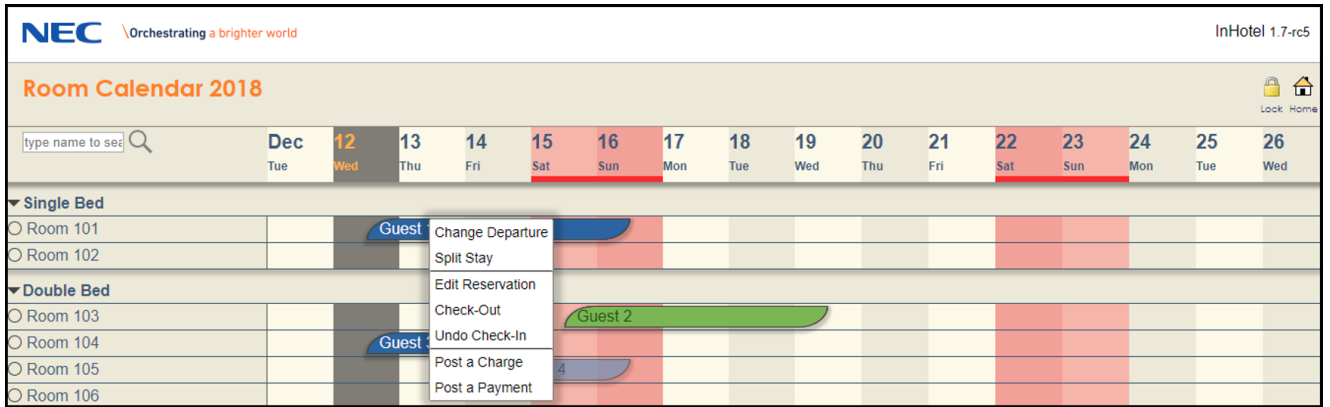 NEC \Orchestrating a brighter world
InHotel 1.7-rc5
Room Calendar 2018
Lock Home
type name to sea
Dec 12 13 14 15 16 17 18 19 20 21 22 23 24 25 26
Tue Wed Thu Fri Sat Sun Mon Tue Wed Thu Fri Sat Sun Mon Tue Wed
Single Bed
Room 101 Guest
Room 102
Double Bed
Room 103 Guest 2
Room 104 Guest
Room 105 4
Room 106
Change Departure
Split Stay
Edit Reservation
Check-Out
Undo Check-In
Post a Charge
Post a Payment